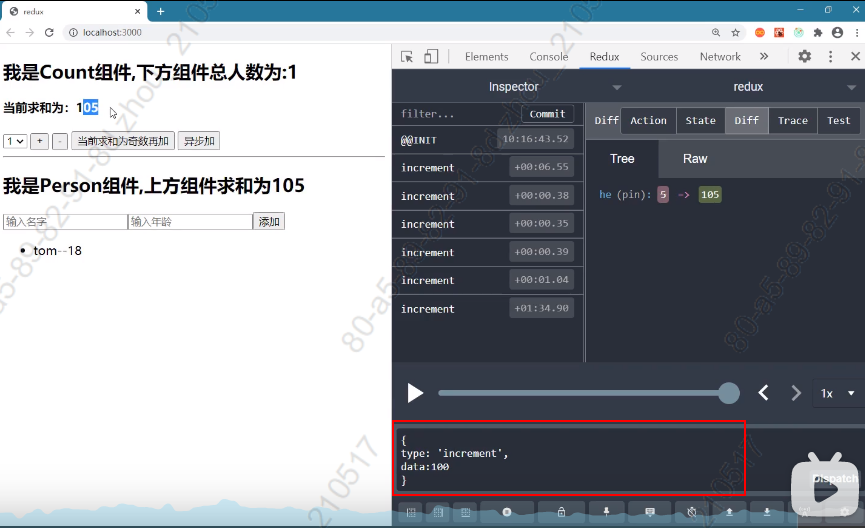 redux
localhost:3000
我是Count组件,下方组件总人数为:1
当前求和为：105
1
+
-
当前求和为奇数再加
异步加
我是Person组件,上方组件求和为105
输入名字
输入年龄
添加
tom--18
Elements
Console
Redux
Sources
Network
Inspector
redux
filter...
Commit
@@INIT
10:16:43.52
increment
+00:06.55
increment
+00:00.38
increment
+00:00.35
increment
+00:00.39
increment
+00:01.04
increment
+01:34.90
Diff
Action
State
Diff
Trace
Test
Tree
Raw
he (pin): 5 => 105
1x
{
type: 'increment',
data:100
}
Dispatch
80-a5-89-82-91-8d
zhou_210517